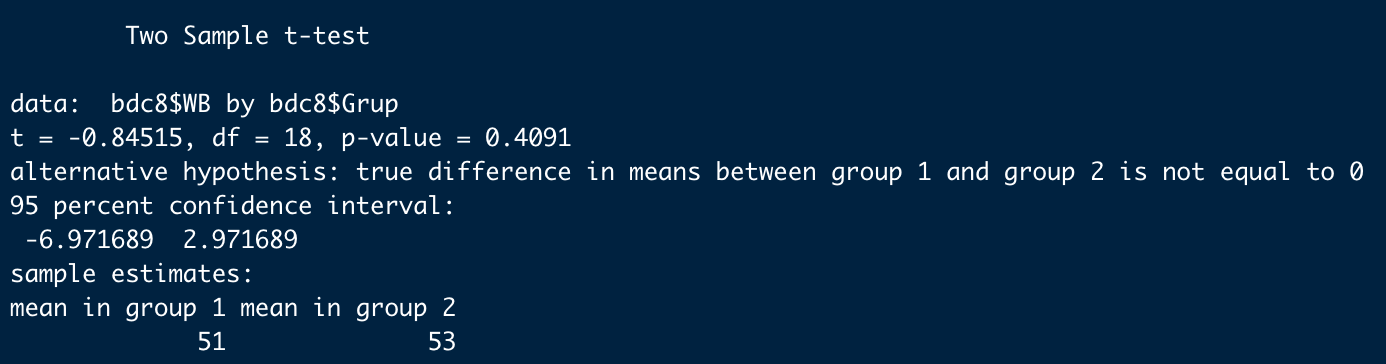 Two Sample t-test
data:  bdc8$WB by bdc8$Grup
t = -0.84515, df = 18, p-value = 0.4091
alternative hypothesis: true difference in means between group 1 and group 2 is not equal to 0
95 percent confidence interval:
 -6.971689  2.971689
sample estimates:
mean in group 1 mean in group 2
             51              53